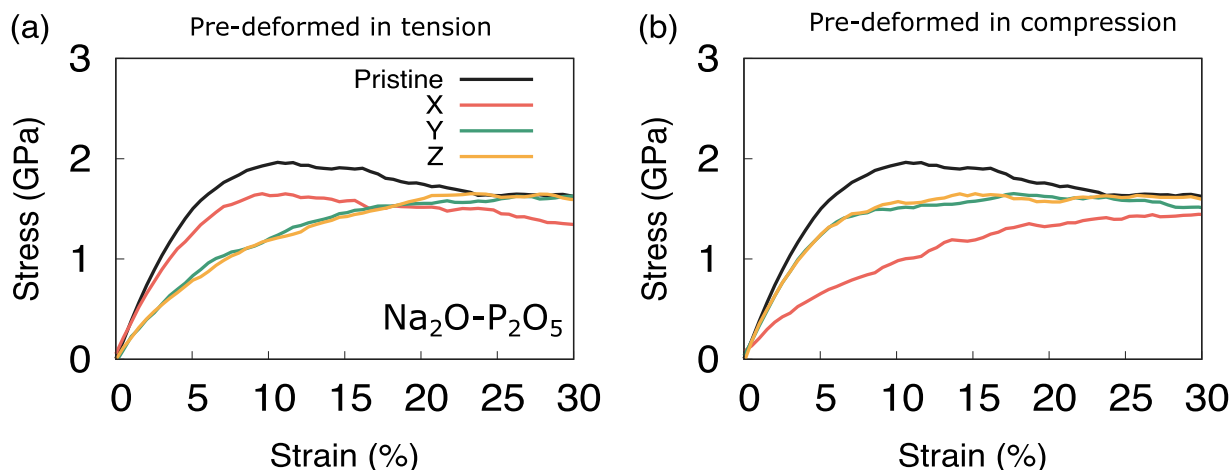 (a) Pre-deformed in tension
3
2
1
0
Stress (GPa)
Pristine
X
Y
Z
Na₂O-P₂O₅
0 5 10 15 20 25 30
Strain (%)
(b) Pre-deformed in compression
3
2
1
0
Stress (GPa)
0 5 10 15 20 25 30
Strain (%)